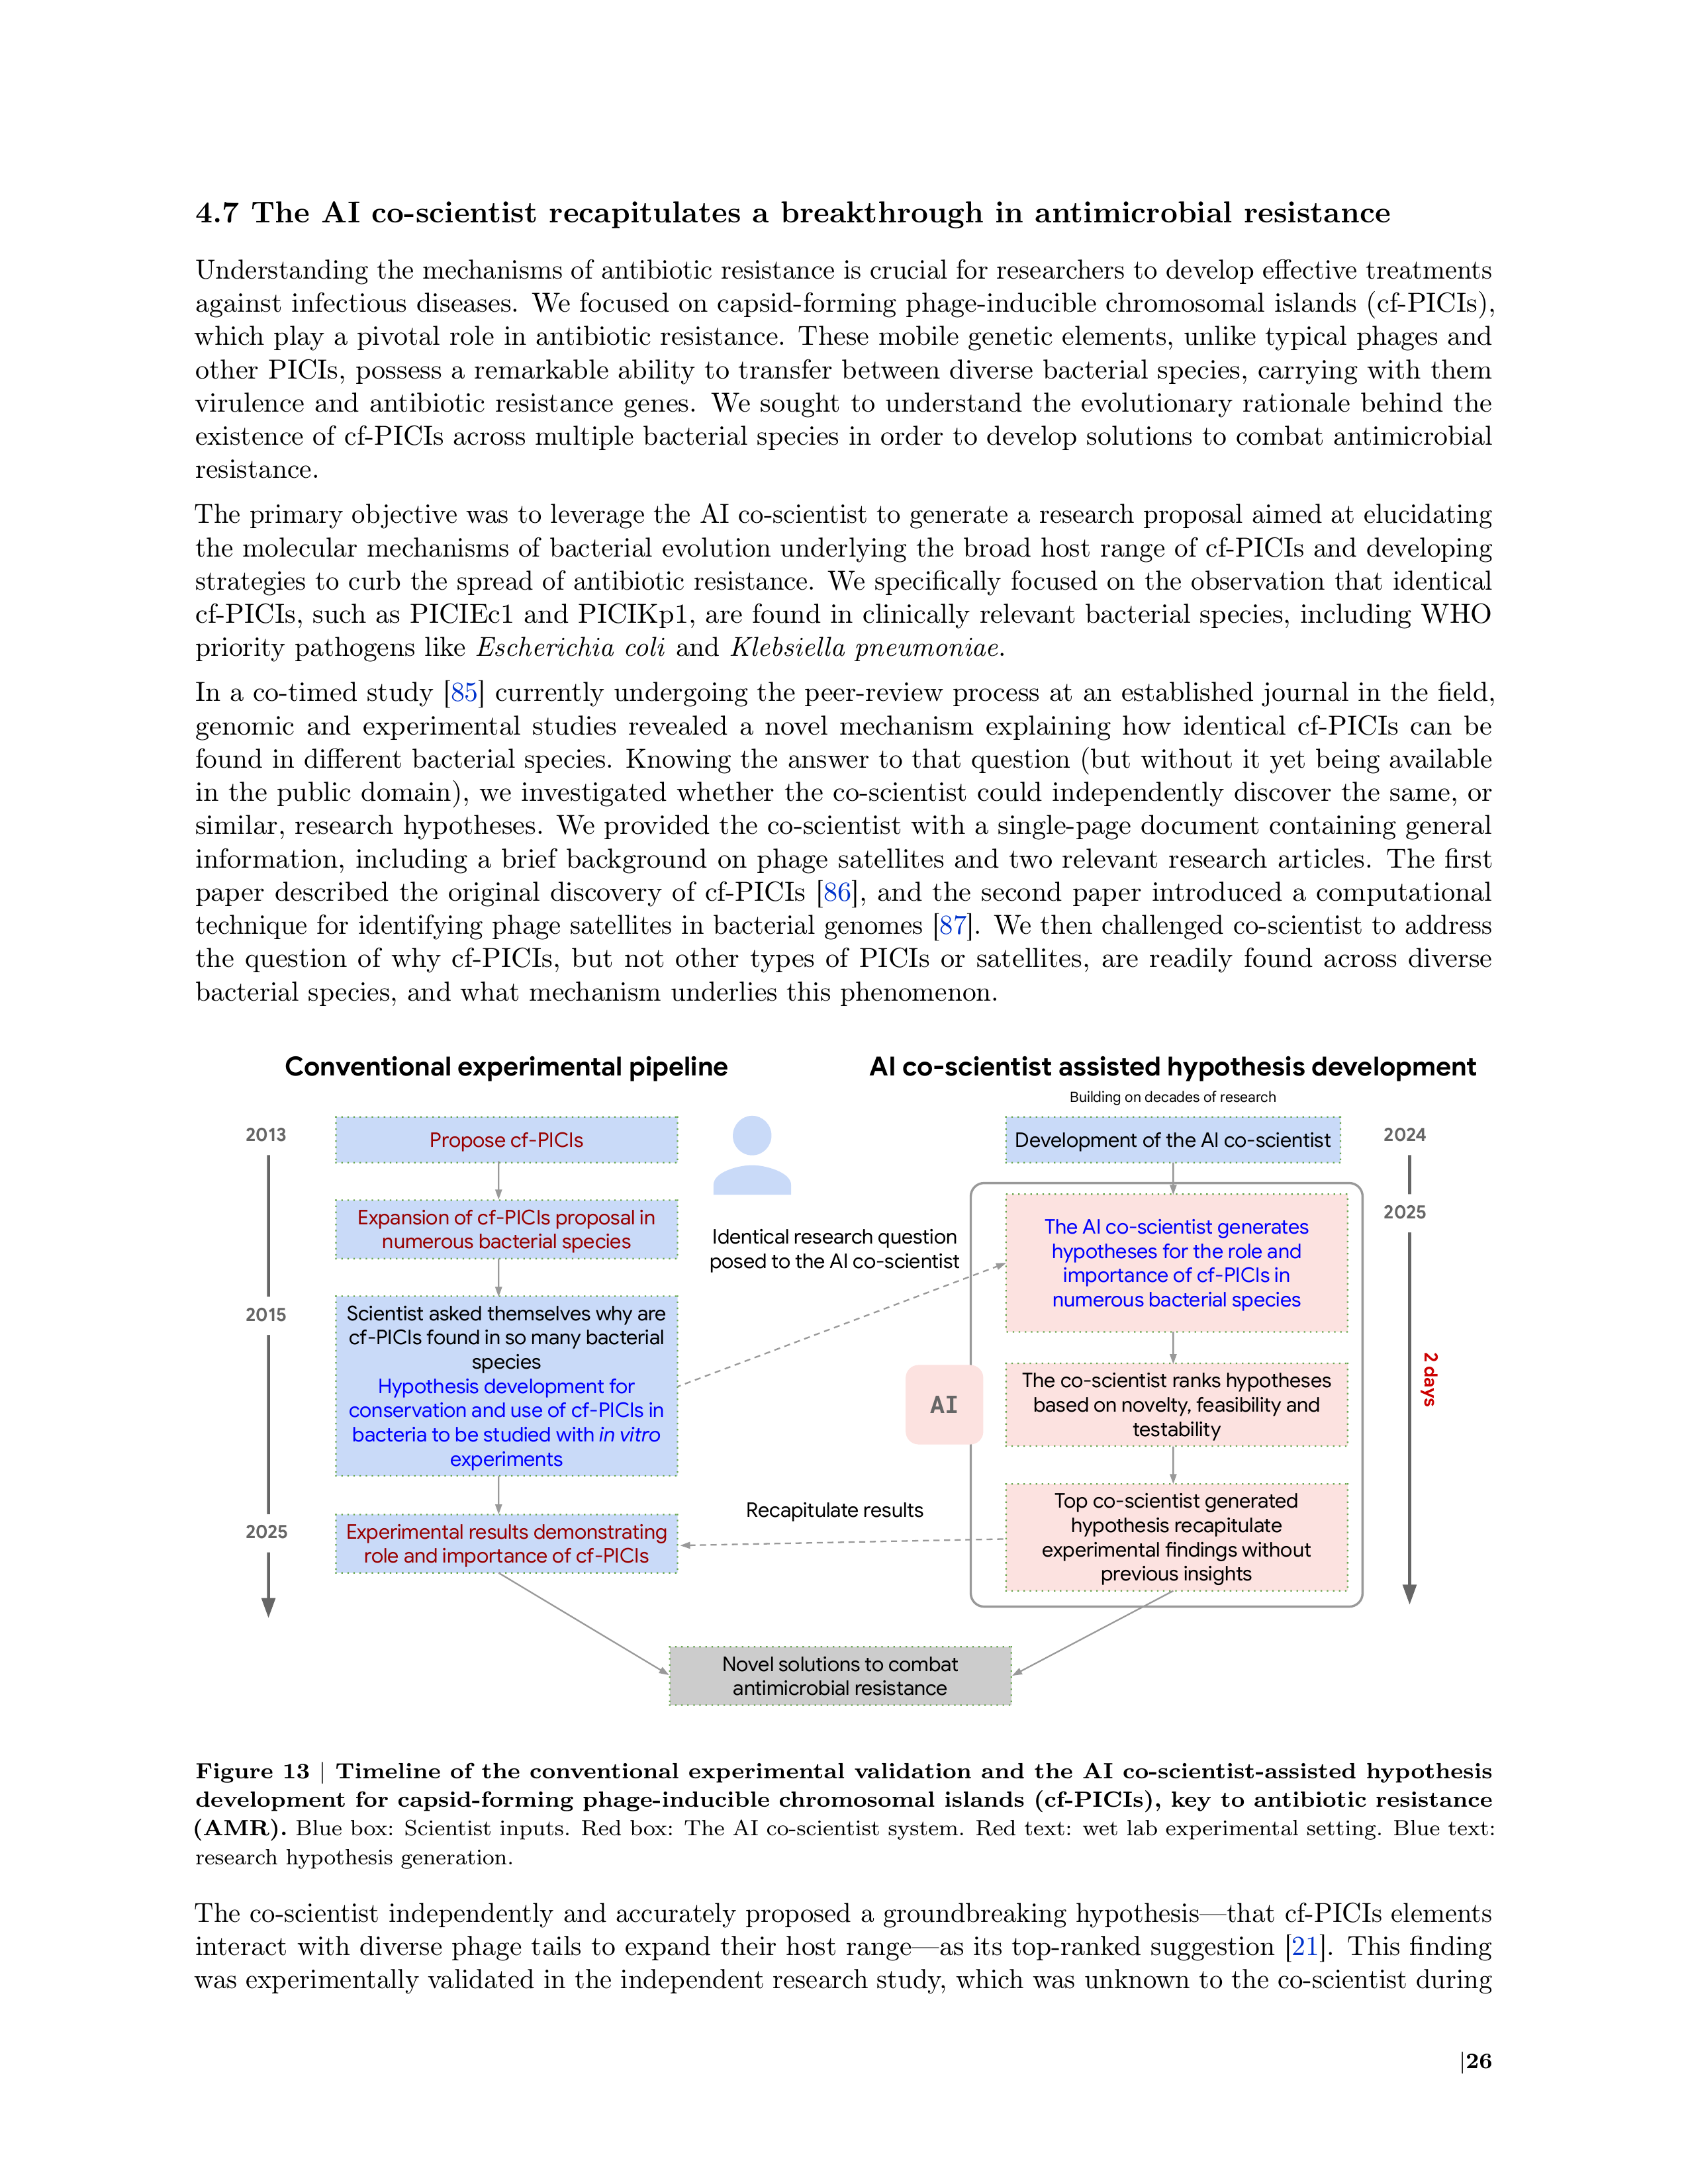 4.7 The AI co-scientist recapitulates a breakthrough in antimicrobial resistance
Understanding the mechanisms of antibiotic resistance is crucial for researchers to develop effective treatments
against infectious diseases. We focused on capsid-forming phage-inducible chromosomal islands (cf-PICIs),
which play a pivotal role in antibiotic resistance. These mobile genetic elements, unlike typical phages and
other PICIs, possess a remarkable ability to transfer between diverse bacterial species, carrying with them
virulence and antibiotic resistance genes. We sought to understand the evolutionary rationale behind the
existence of cf-PICIs across multiple bacterial species in order to develop solutions to combat antimicrobial
resistance.
The primary objective was to leverage the AI co-scientist to generate a research proposal aimed at elucidating
the molecular mechanisms of bacterial evolution underlying the broad host range of cf-PICIs and developing
strategies to curb the spread of antibiotic resistance. We specifically focused on the observation that identical
cf-PICIs, such as PICIEc1 and PICIKp1, are found in clinically relevant bacterial species, including WHO
priority pathogens like Escherichia coli and Klebsiella pneumoniae.
In a co-timed study [85] currently undergoing the peer-review process at an established journal in the field,
genomic and experimental studies revealed a novel mechanism explaining how identical cf-PICIs can be
found in different bacterial species. Knowing the answer to that question (but without it yet being available
in the public domain), we investigated whether the co-scientist could independently discover the same, or
similar, research hypotheses. We provided the co-scientist with a single-page document containing general
information, including a brief background on phage satellites and two relevant research articles. The first
paper described the original discovery of cf-PICIs [86], and the second paper introduced a computational
technique for identifying phage satellites in bacterial genomes [87]. We then challenged co-scientist to address
the question of why cf-PICIs, but not other types of PICIs or satellites, are readily found across diverse
bacterial species, and what mechanism underlies this phenomenon.
Conventional experimental pipeline
2013
Propose cf-PICIs
Expansion of cf-PICIs proposal in
numerous bacterial species
2015
Scientist asked themselves why are
cf-PICIs found in so many bacterial
species
Hypothesis development for
conservation and use of cf-PICIs in
bacteria to be studied with in vitro
experiments
2025
Experimental results demonstrating
role and importance of cf-PICIs
Identical research question
posed to the AI co-scientist
Recapitulate results
AI co-scientist assisted hypothesis development
Building on decades of research
Development of the AI co-scientist
2024
2025
The AI co-scientist generates
hypotheses for the role and
importance of cf-PICIs in
numerous bacterial species
AI
The co-scientist ranks hypotheses
based on novelty, feasibility and
testability
2 days
Top co-scientist generated
hypothesis recapitulate
experimental findings without
previous insights
Novel solutions to combat
antimicrobial resistance
Figure 13 | Timeline of the conventional experimental validation and the AI co-scientist-assisted hypothesis
development for capsid-forming phage-inducible chromosomal islands (cf-PICIs), key to antibiotic resistance
(AMR). Blue box: Scientist inputs. Red box: The AI co-scientist system. Red text: wet lab experimental setting. Blue text:
research hypothesis generation.
The co-scientist independently and accurately proposed a groundbreaking hypothesis—that cf-PICIs elements
interact with diverse phage tails to expand their host range—as its top-ranked suggestion [21]. This finding
was experimentally validated in the independent research study, which was unknown to the co-scientist during
|26